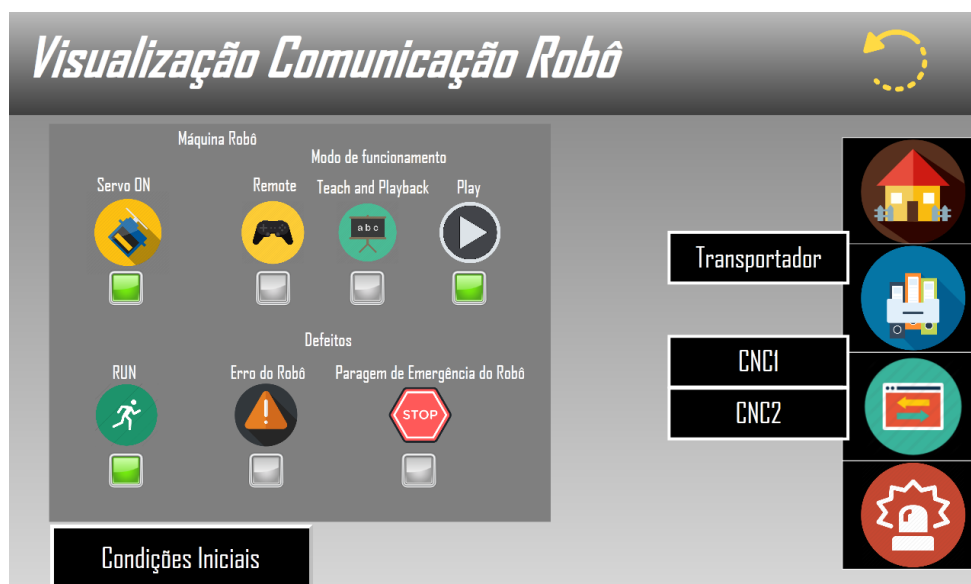 Visualização Comunicação Robô
Máquina Robô
Modo de funcionamento
Servo ON
Remote
Teach and Playback
Play
a b c
Transportador
Defeitos
RUN
Erro do Robô
Paragem de Emergência do Robô
STOP
CNC1
CNC2
Condições Iniciais